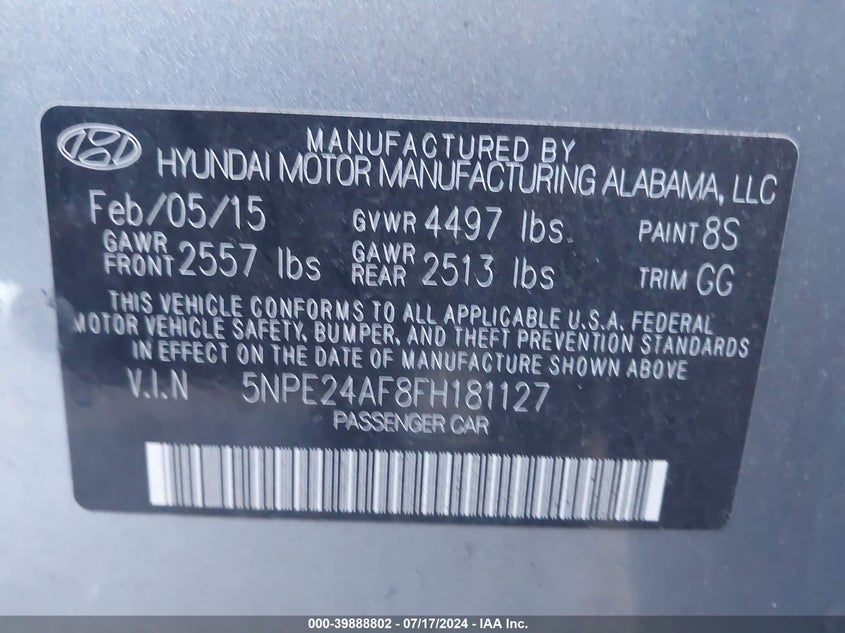 MANUFACTURED BY
HYUNDAI MOTOR MANUFACTURING ALABAMA, LLC
Feb/05/15 GVWR 4497 lbs. PAINT 8S
GAWR FRONT 2557 lbs GAWR REAR 2513 lbs TRIM GG
THIS VEHICLE CONFORMS TO ALL APPLICABLE U.S.A. FEDERAL
MOTOR VEHICLE SAFETY, BUMPER, AND THEFT PREVENTION STANDARDS
IN EFFECT ON THE DATE OF MANUFACTURE SHOWN ABOVE.
V.I.N 5NPE24AF8FH181127
PASSENGER CAR
000-39888802 - 07/17/2024 - IAA Inc.